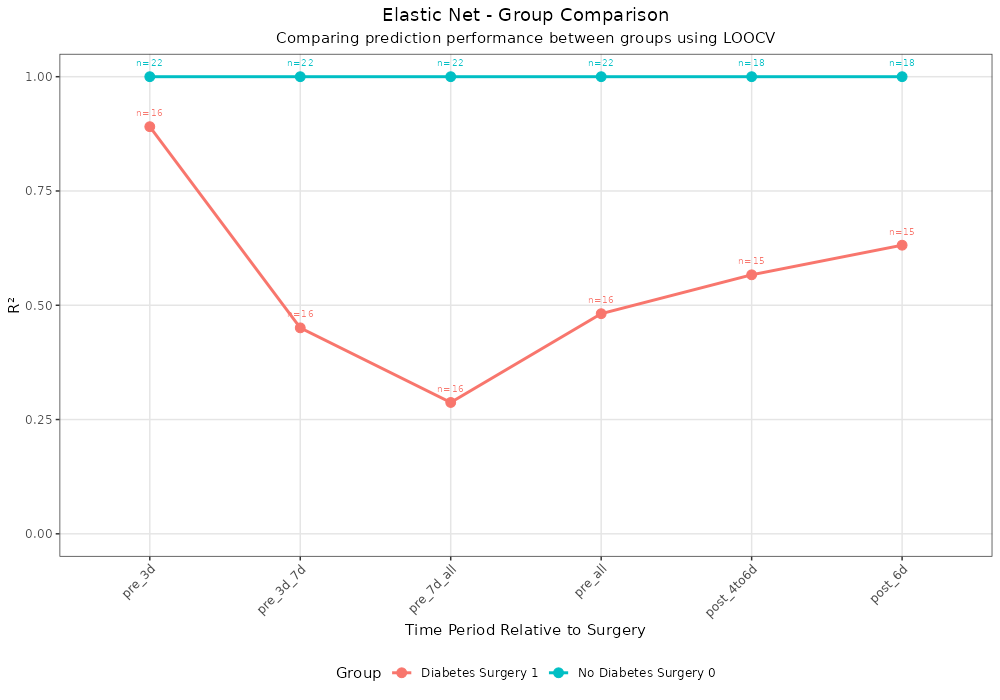 Elastic Net - Group Comparison
Comparing prediction performance between groups using LOOCV
n=22 n=22 n=22 n=22 n=18 n=18
n=16 n=16 n=16 n=16 n=15 n=15
1.00
0.75
0.50
0.25
0.00
R²
pre_3d pre_3d_7d pre_7d_all pre_all post_4to6d post_6d
Time Period Relative to Surgery
Group Diabetes Surgery 1 No Diabetes Surgery 0